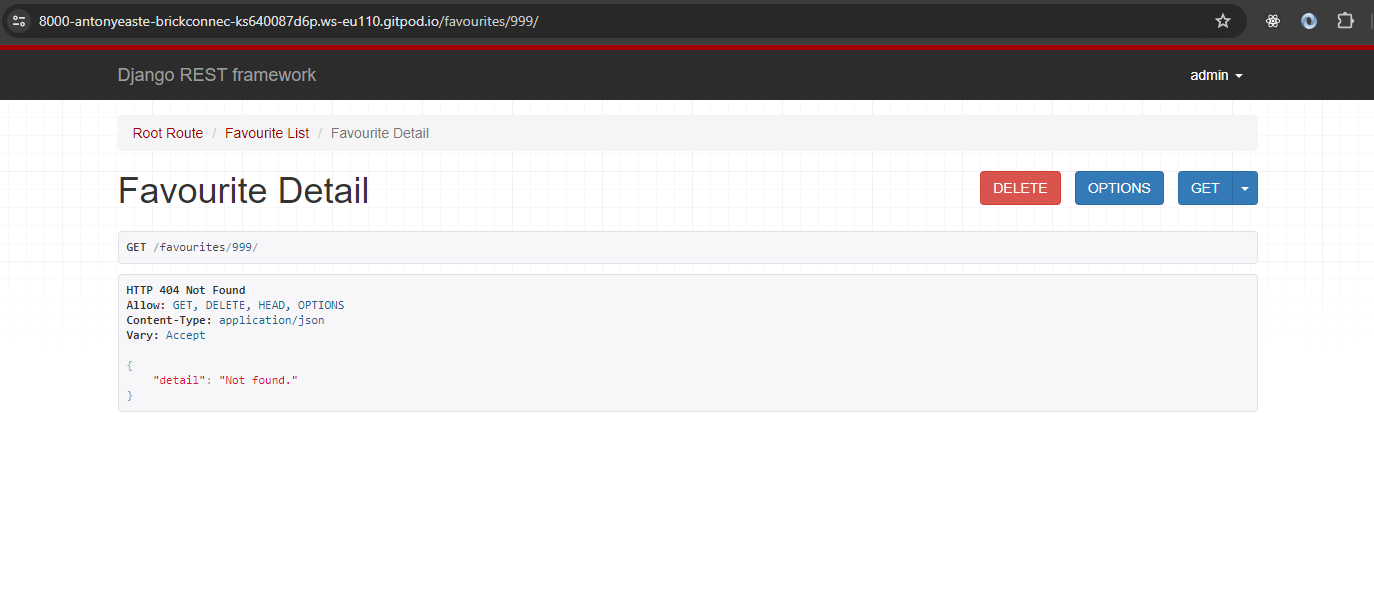 8000-antonyeaste-brickconnec-ks640087d6p.ws-eu110.gitpod.io/favourites/999/
Django REST framework
admin
Root Route / Favourite List / Favourite Detail
Favourite Detail
DELETE
OPTIONS
GET
GET /favourites/999/
HTTP 404 Not Found
Allow: GET, DELETE, HEAD, OPTIONS
Content-Type: application/json
Vary: Accept
{
"detail": "Not found."
}